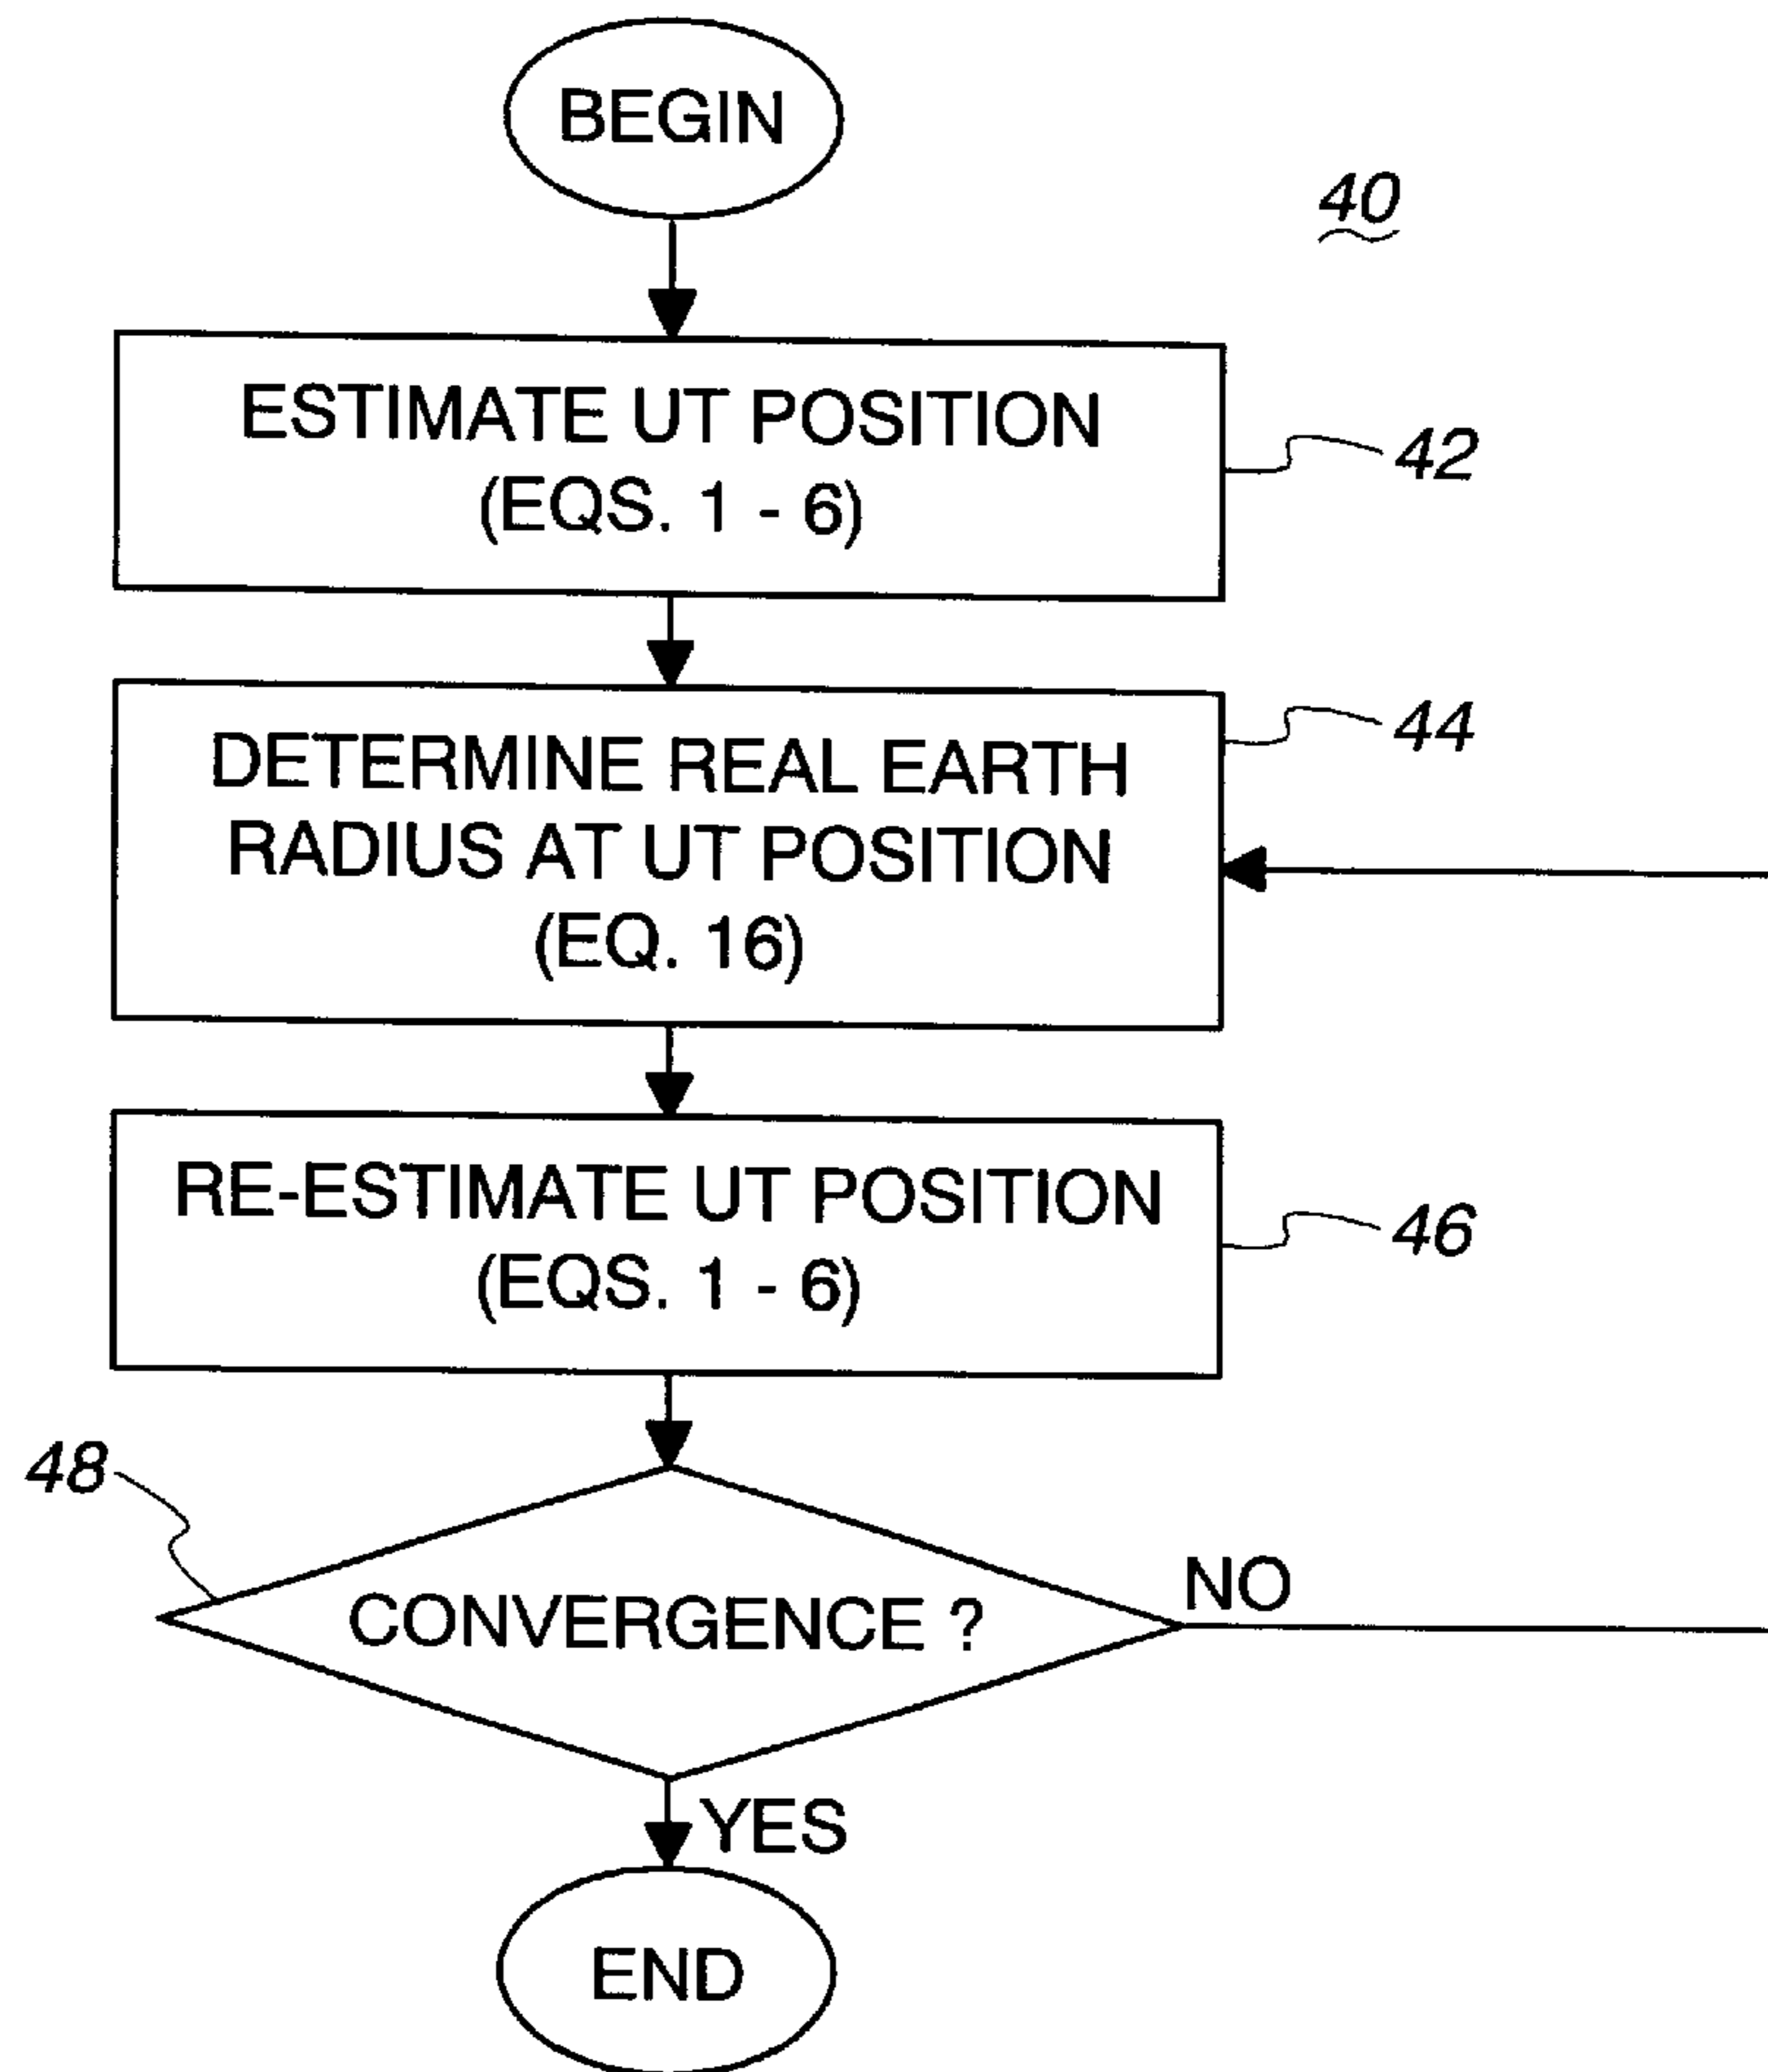 BEGIN
40
ESTIMATE UT POSITION
(EQS. 1 - 6)
42
DETERMINE REAL EARTH
RADIUS AT UT POSITION
(EQ. 16)
44
RE-ESTIMATE UT POSITION
(EQS. 1 - 6)
46
48
CONVERGENCE ?
NO
YES
END